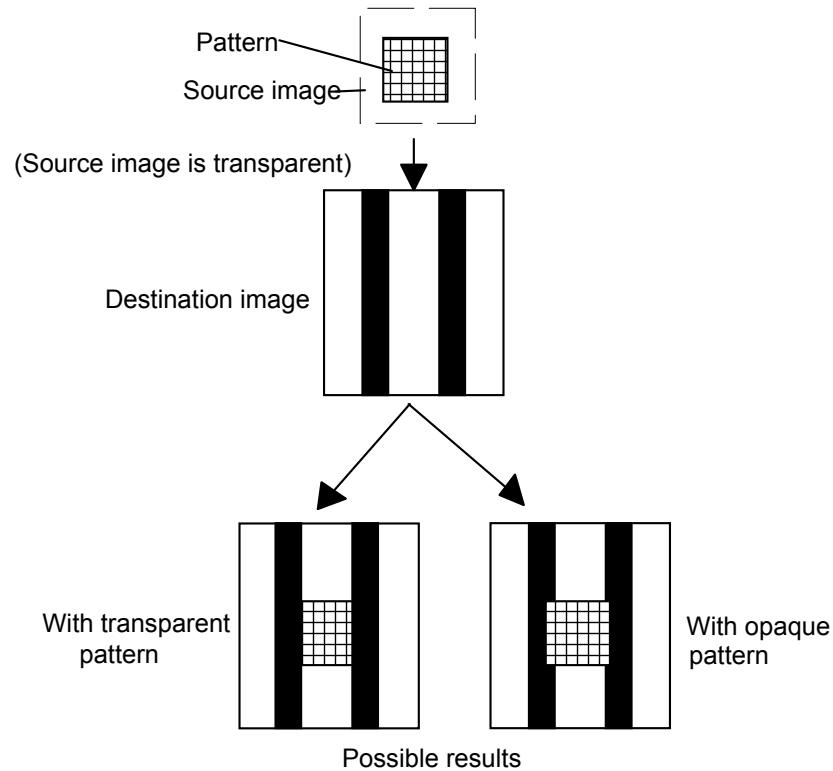 Pattern
Source image
(Source image is transparent)
Destination image
With transparent
pattern
With opaque
pattern
Possible results